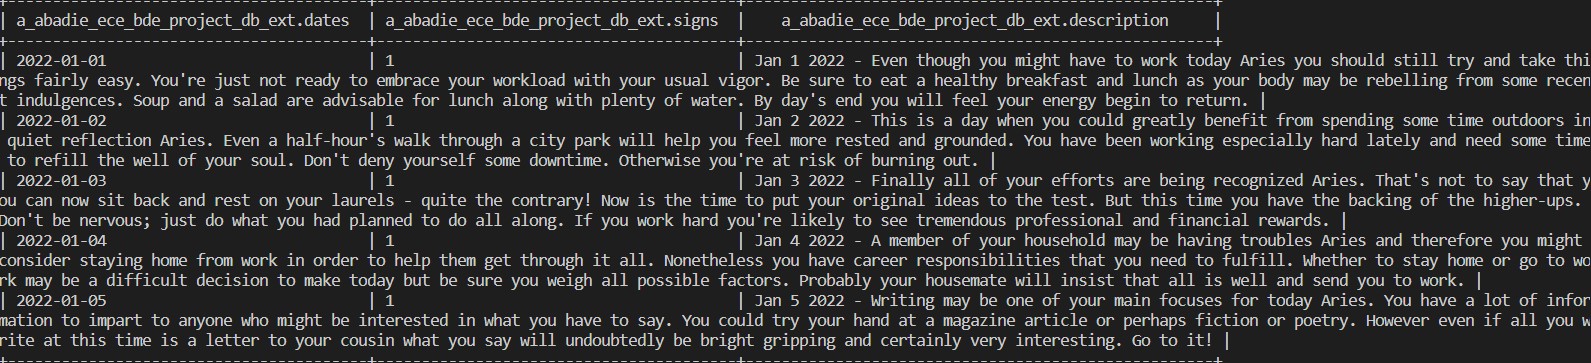 | a_abadie_ece_bde_project_db_ext.dates | a_abadie_ece_bde_project_db_ext.signs | a_abadie_ece_bde_project_db_ext.description |
| 2022-01-01 | 1 | Jan 1 2022 - Even though you might have to work today Aries you should still try and take thi
ngs fairly easy. You're just not ready to embrace your workload with your usual vigor. Be sure to eat a healthy breakfast and lunch as your body may be rebelling from some recen
t indulgences. Soup and a salad are advisable for lunch along with plenty of water. By day's end you will feel your energy begin to return. |
| 2022-01-02 | 1 | Jan 2 2022 - This is a day when you could greatly benefit from spending some time outdoors in
quiet reflection Aries. Even a half-hour's walk through a city park will help you feel more rested and grounded. You have been working especially hard lately and need some time
to refill the well of your soul. Don't deny yourself some downtime. Otherwise you're at risk of burning out. |
| 2022-01-03 | 1 | Jan 3 2022 - Finally all of your efforts are being recognized Aries. That's not to say that y
ou can now sit back and rest on your laurels - quite the contrary! Now is the time to put your original ideas to the test. But this time you have the backing of the higher-ups.
Don't be nervous; just do what you had planned to do all along. If you work hard you're likely to see tremendous professional and financial rewards. |
| 2022-01-04 | 1 | Jan 4 2022 - A member of your household may be having troubles Aries and therefore you might
consider staying home from work in order to help them get through it all. Nonetheless you have career responsibilities that you need to fulfill. Whether to stay home or go to wo
rk may be a difficult decision to make today but be sure you weigh all possible factors. Probably your housemate will insist that all is well and send you to work. |
| 2022-01-05 | 1 | Jan 5 2022 - Writing may be one of your main focuses for today Aries. You have a lot of infor
mation to impart to anyone who might be interested in what you have to say. You could try your hand at a magazine article or perhaps fiction or poetry. However even if all you w
rite at this time is a letter to your cousin what you say will undoubtedly be bright gripping and certainly very interesting. Go to it! |